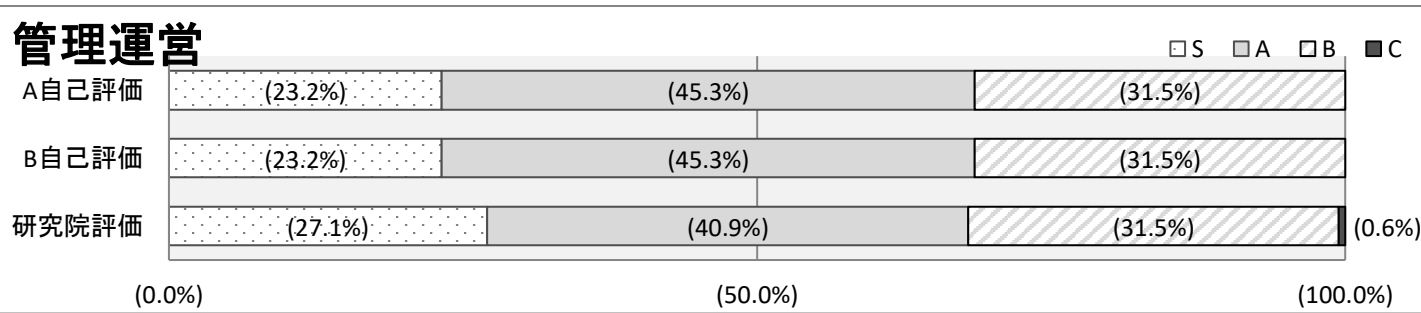 管理運営
S A B C
A自己評価 (23.2%) (45.3%) (31.5%)
B自己評価 (23.2%) (45.3%) (31.5%)
研究院評価 (27.1%) (40.9%) (31.5%) (0.6%)
(0.0%) (50.0%) (100.0%)